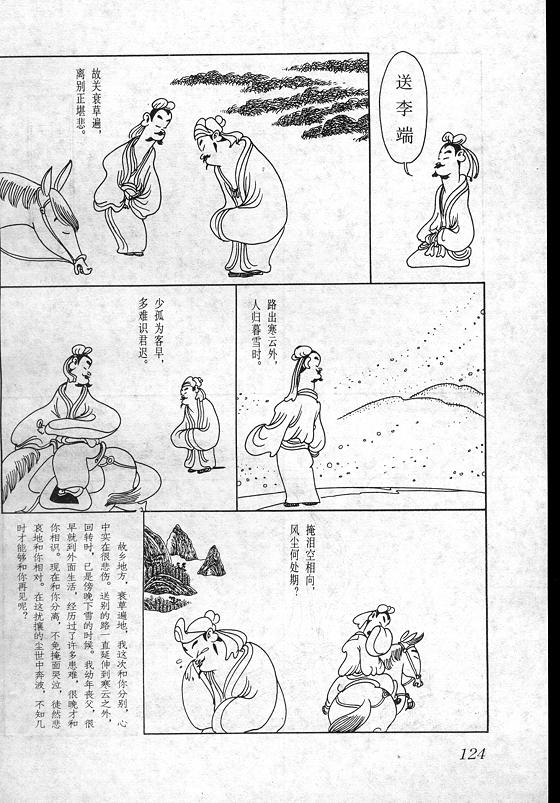 送李端
故关衰草遍，
离别正堪悲。
路出寒云外，
人归暮雪时。
少孤为客早，
多难识君迟。
掩泪空相向，
风尘何处期？
故乡地方，衰草遍地，我这次和你分别，心
中实在很悲伤。送别的路一直延伸到寒云之外，
回转时，已是傍晚下雪的时候。我幼年丧父，很
早就到外面生活，经历过了许多患难，很晚才和
你相识。现在和你分离，不免掩面哭泣，徒然悲
哀地和你相对。在这扰攘的尘世中奔波，不知几
时才能够和你再见呢？
124